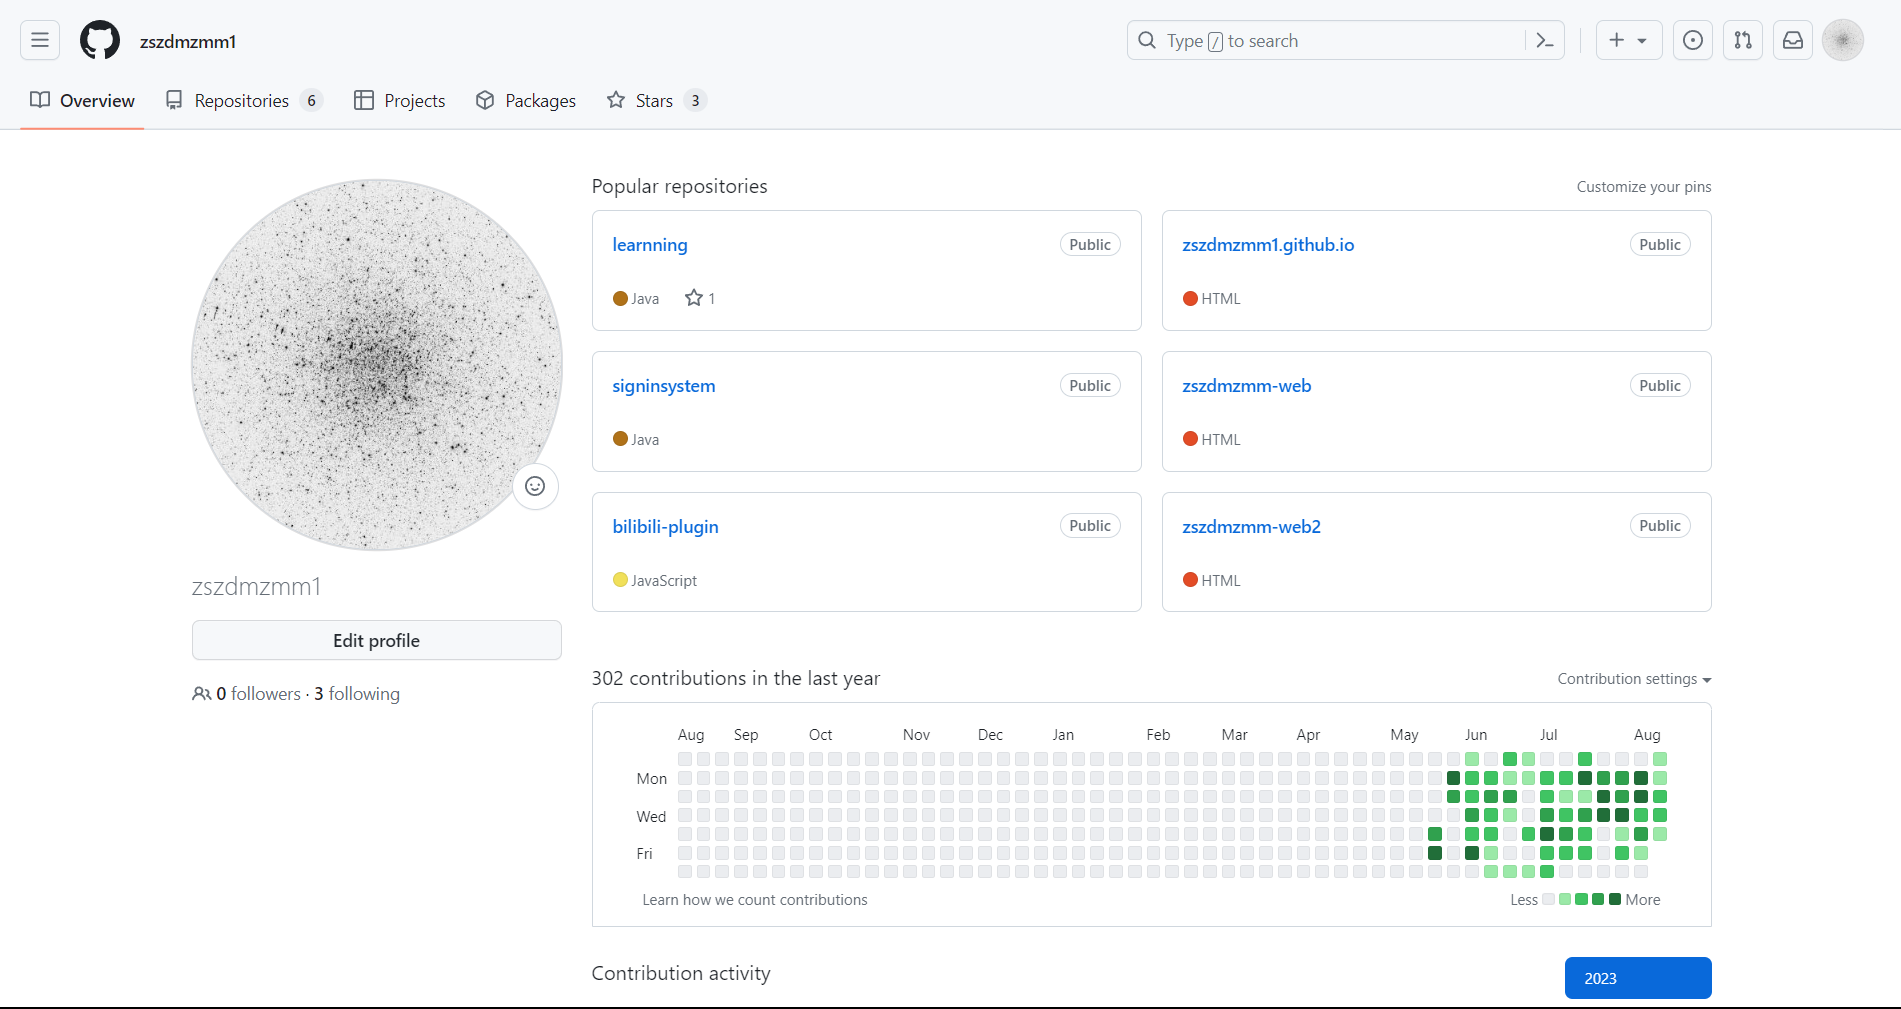 zszdmzmm1
Type / to search
Overview Repositories 6 Projects Packages Stars 3
Popular repositories Customize your pins
learnning Public
Java 1
zszdmzmm1.github.io Public
HTML
signinsystem Public
Java
zszdmzmm-web Public
HTML
bilibili-plugin Public
JavaScript
zszdmzmm-web2 Public
HTML
zszdmzmm1
Edit profile
0 followers · 3 following
302 contributions in the last year Contribution settings
Aug Sep Oct Nov Dec Jan Feb Mar Apr May Jun Jul Aug
Mon
Wed
Fri
Learn how we count contributions Less More
Contribution activity 2023